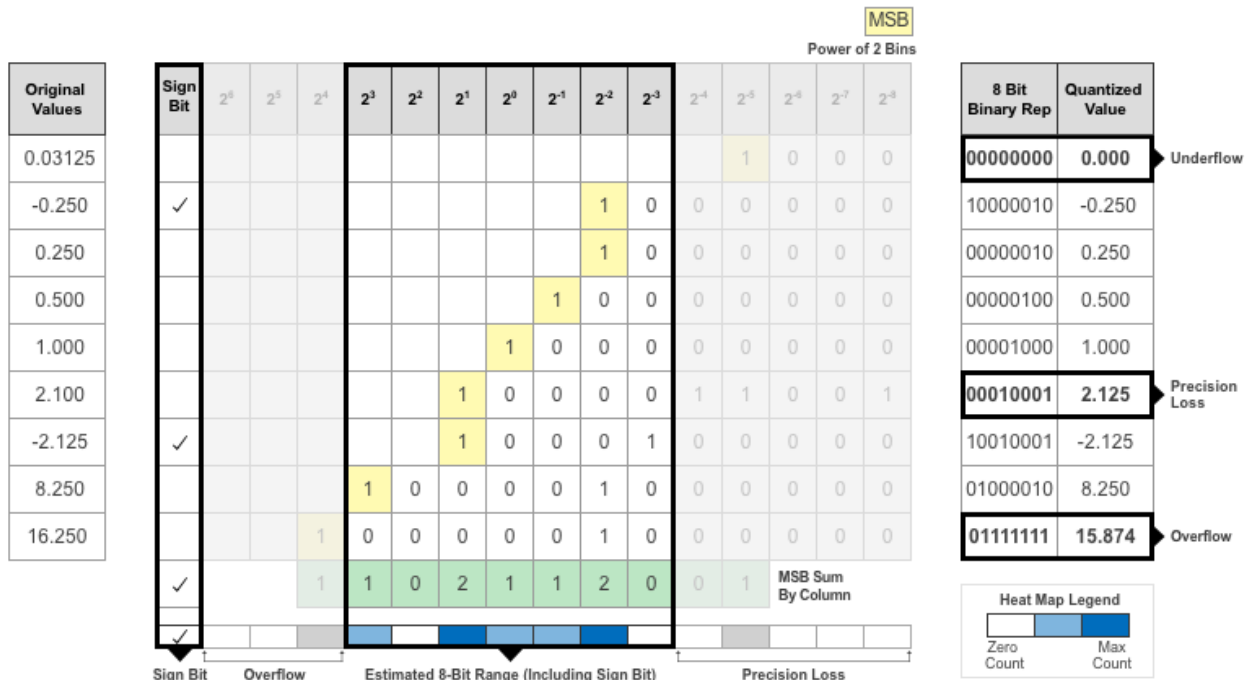 MSB
Power of 2 Bins
Original Values | Sign Bit | 2⁶ | 2⁵ | 2⁴ | 2³ | 2² | 2¹ | 2⁰ | 2⁻¹ | 2⁻² | 2⁻³ | 2⁻⁴ | 2⁻⁵ | 2⁻⁶ | 2⁻⁷ | 2⁻⁸ | 8 Bit Binary Rep | Quantized Value
0.03125 1 0 0 0 00000000 0.000 Underflow
-0.250 ✓ 1 0 0 0 0 0 0 10000010 -0.250
0.250 1 0 0 0 0 0 0 00000010 0.250
0.500 1 0 0 0 0 0 0 0 00000100 0.500
1.000 1 0 0 0 0 0 0 0 0 00001000 1.000
2.100 1 0 0 0 0 1 1 0 0 1 00010001 2.125 Precision Loss
-2.125 ✓ 1 0 0 0 1 0 0 0 0 0 10010001 -2.125
8.250 1 0 0 0 0 1 0 0 0 0 0 0 01000010 8.250
16.250 1 0 0 0 0 0 1 0 0 0 0 0 0 01111111 15.874 Overflow
✓ 1 1 0 2 1 1 2 0 0 1 MSB Sum By Column
✓
Sign Bit Overflow Estimated 8-Bit Range (Including Sign Bit) Precision Loss
Heat Map Legend
Zero Count
Max Count